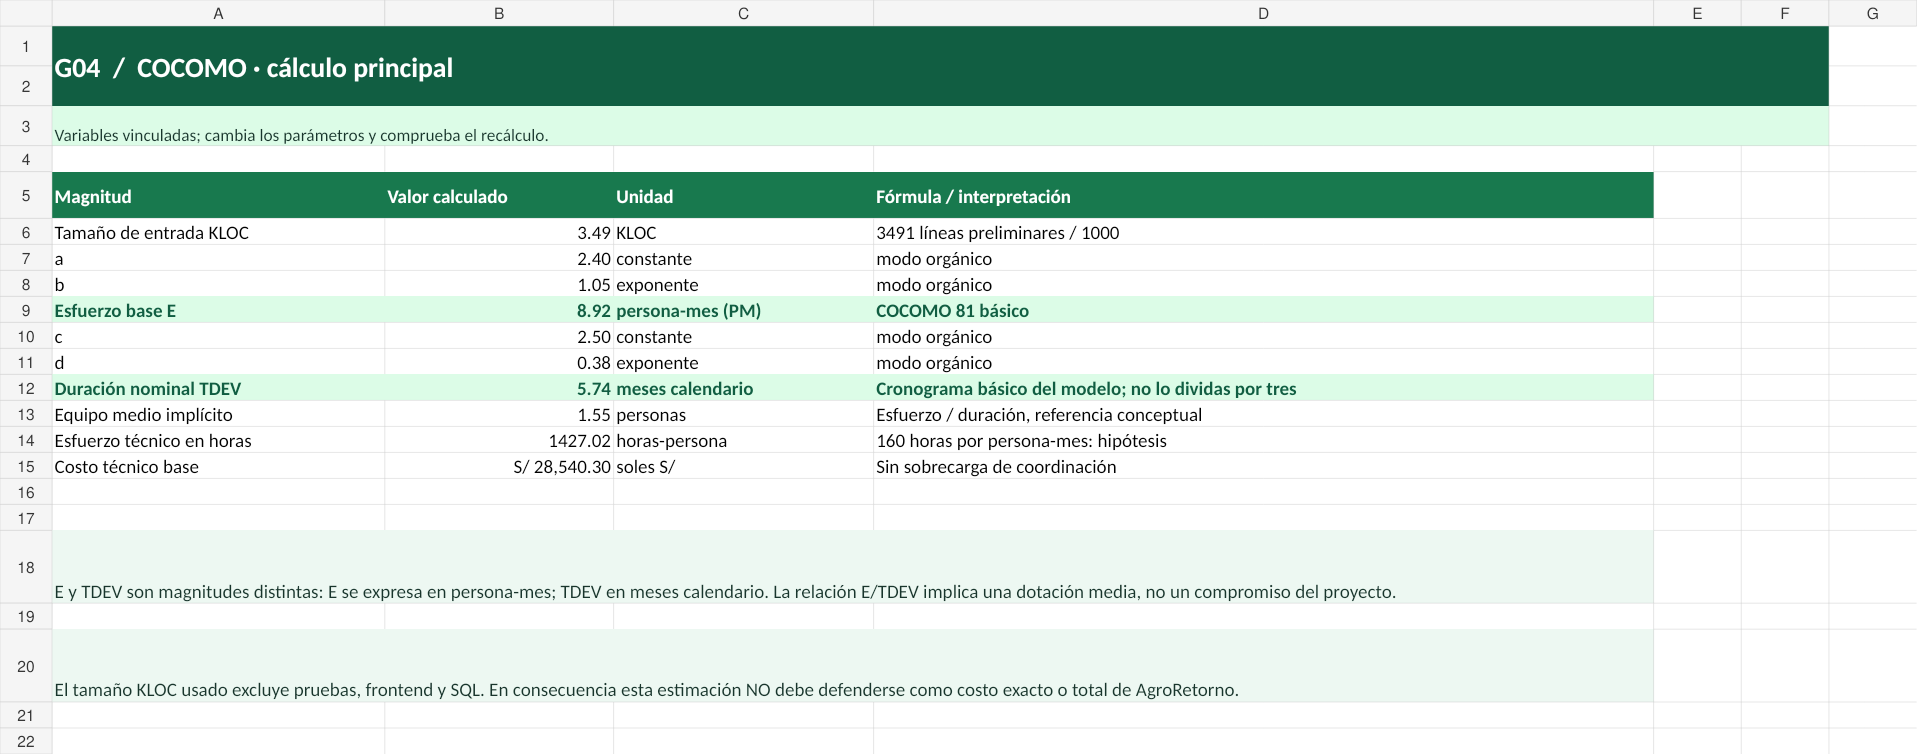 A B C D E F G
1
G04 / COCOMO · cálculo principal
2
3 Variables vinculadas; cambia los parámetros y comprueba el recálculo.
4
5 Magnitud Valor calculado Unidad Fórmula / interpretación
6 Tamaño de entrada KLOC 3.49 KLOC 3491 líneas preliminares / 1000
7 a 2.40 constante modo orgánico
8 b 1.05 exponente modo orgánico
9 Esfuerzo base E 8.92 persona-mes (PM) COCOMO 81 básico
10 c 2.50 constante modo orgánico
11 d 0.38 exponente modo orgánico
12 Duración nominal TDEV 5.74 meses calendario Cronograma básico del modelo; no lo dividas por tres
13 Equipo medio implícito 1.55 personas Esfuerzo / duración, referencia conceptual
14 Esfuerzo técnico en horas 1427.02 horas-persona 160 horas por persona-mes: hipótesis
15 Costo técnico base S/ 28,540.30 soles S/ Sin sobrecarga de coordinación
16
17
18 E y TDEV son magnitudes distintas: E se expresa en persona-mes; TDEV en meses calendario. La relación E/TDEV implica una dotación media, no un compromiso del proyecto.
19
20 El tamaño KLOC usado excluye pruebas, frontend y SQL. En consecuencia esta estimación NO debe defenderse como costo exacto o total de AgroRetorno.
21
22